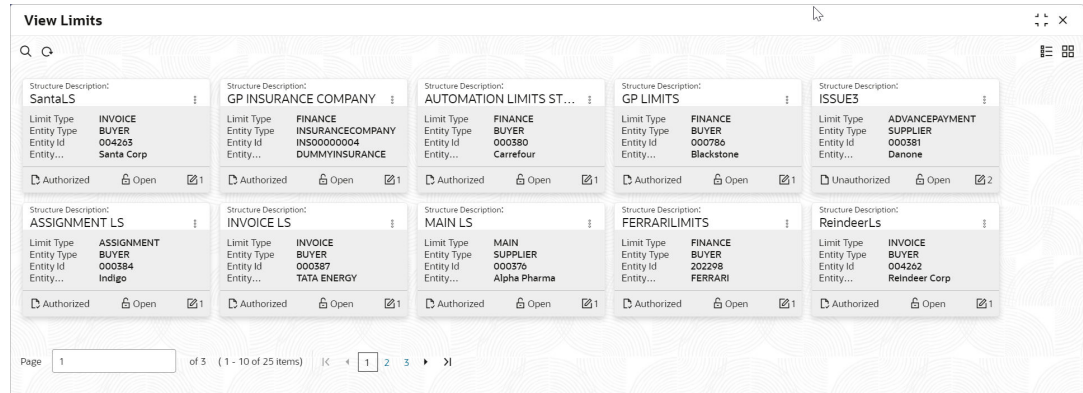 View Limits
Structure Description:
SantaLS
Limit Type INVOICE
Entity Type BUYER
Entity Id 004263
Entity... Santa Corp
Authorized Open 1
Structure Description:
GP INSURANCE COMPANY
Limit Type FINANCE
Entity Type INSURANCECOMPANY
Entity Id INS00000004
Entity... DUMMYINSURANCE
Authorized Open 1
Structure Description:
AUTOMATION LIMITS ST...
Limit Type FINANCE
Entity Type BUYER
Entity Id 000380
Entity... Carrefour
Authorized Open 1
Structure Description:
GP LIMITS
Limit Type FINANCE
Entity Type BUYER
Entity Id 000786
Entity... Blackstone
Authorized Open 1
Structure Description:
ISSUE3
Limit Type ADVANCEPAYMENT
Entity Type SUPPLIER
Entity Id 000381
Entity... Danone
Unauthorized Open 2
Structure Description:
ASSIGNMENT LS
Limit Type ASSIGNMENT
Entity Type BUYER
Entity Id 000384
Entity... Indigo
Authorized Open 1
Structure Description:
INVOICE LS
Limit Type INVOICE
Entity Type BUYER
Entity Id 000387
Entity... TATA ENERGY
Authorized Open 1
Structure Description:
MAIN LS
Limit Type MAIN
Entity Type SUPPLIER
Entity Id 000376
Entity... Alpha Pharma
Authorized Open 1
Structure Description:
FERRARILIMITS
Limit Type FINANCE
Entity Type BUYER
Entity Id 202298
Entity... FERRARI
Authorized Open 1
Structure Description:
ReindeerLs
Limit Type INVOICE
Entity Type BUYER
Entity Id 004262
Entity... Reindeer Corp
Authorized Open 1
Page 1 of 3 ( 1 - 10 of 25 items) 1 2 3